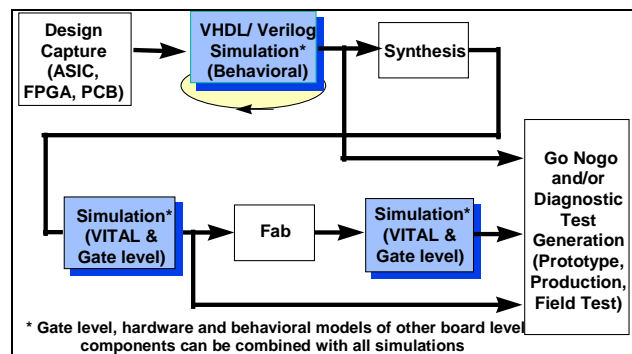 Design
Capture
(ASIC,
FPGA, PCB)
VHDL/ Verilog
Simulation*
(Behavioral)
Synthesis
Simulation*
(VITAL &
Gate level)
Fab
Simulation*
(VITAL &
Gate level)
Go Nogo
and/or
Diagnostic
Test
Generation
(Prototype,
Production,
Field Test)
* Gate level, hardware and behavioral models of other board level
components can be combined with all simulations